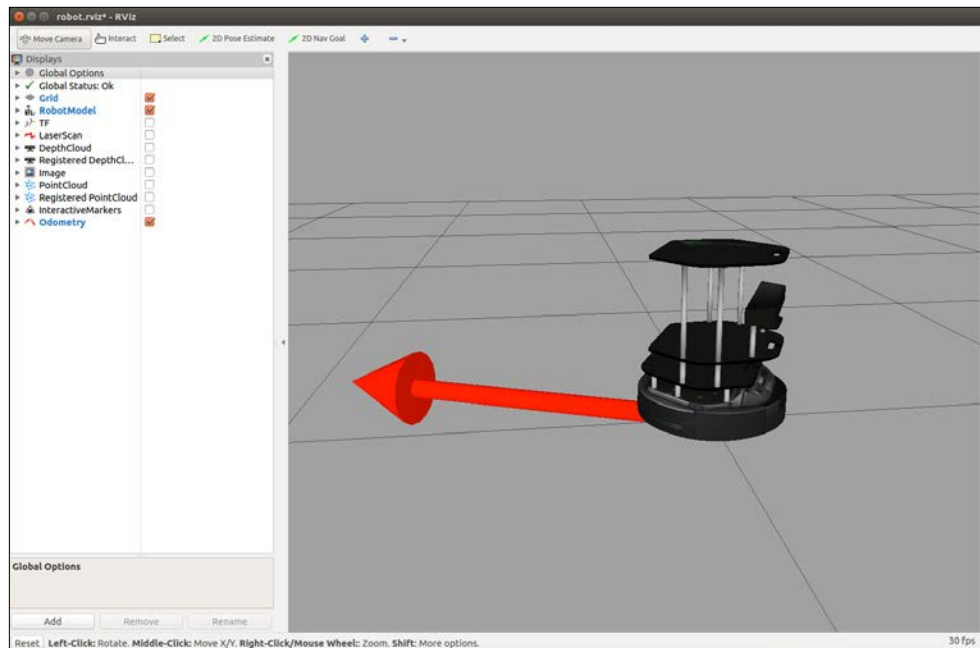 robot.rviz* - RViz
Move Camera Interact Select 2D Pose Estimate 2D Nav Goal
Displays
Global Options
Global Status: Ok
Grid
RobotModel
TF
LaserScan
DepthCloud
Registered DepthCl...
Image
PointCloud
Registered PointCloud
InteractiveMarkers
Odometry
Global Options
Add Remove Rename
Reset Left-Click: Rotate. Middle-Click: Move X/Y. Right-Click/Mouse Wheel:: Zoom. Shift: More options. 30 fps